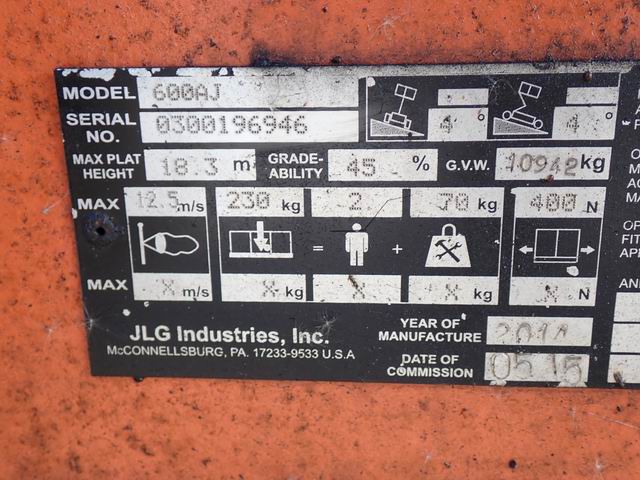 MODEL 600AJ
SERIAL NO. 0300196946
4° 4°
MAX PLAT HEIGHT 18.3 m GRADE-ABILITY 45 % G.V.W. 10942 kg
MAX 12.5 m/s 230 kg 2 70 kg 400 N
= +
MAX X m/s X kg X X kg X N
JLG Industries, Inc.
McCONNELLSBURG, PA. 17233-9533 U.S.A
YEAR OF MANUFACTURE 2014
DATE OF COMMISSION 05 15